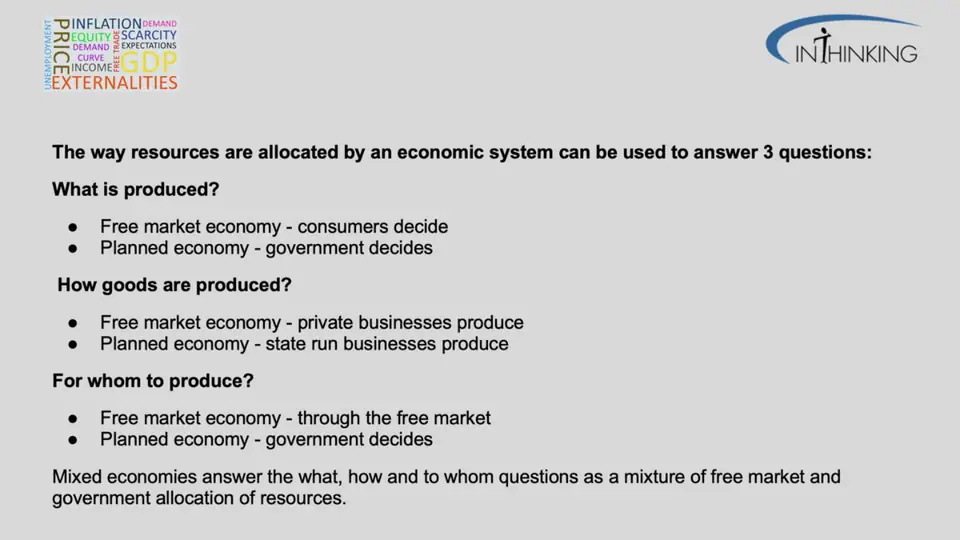 UNEMPLOYMENT
PRICE
INFLATION
DEMAND
EQUITY
FREE TRADE
SCARCITY
DEMAND
CURVE
EXPECTATIONS
INCOME
GDP
EXTERNALITIES
INTHINKING
The way resources are allocated by an economic system can be used to answer 3 questions:
What is produced?
● Free market economy - consumers decide
● Planned economy - government decides
How goods are produced?
● Free market economy - private businesses produce
● Planned economy - state run businesses produce
For whom to produce?
● Free market economy - through the free market
● Planned economy - government decides
Mixed economies answer the what, how and to whom questions as a mixture of free market and
government allocation of resources.